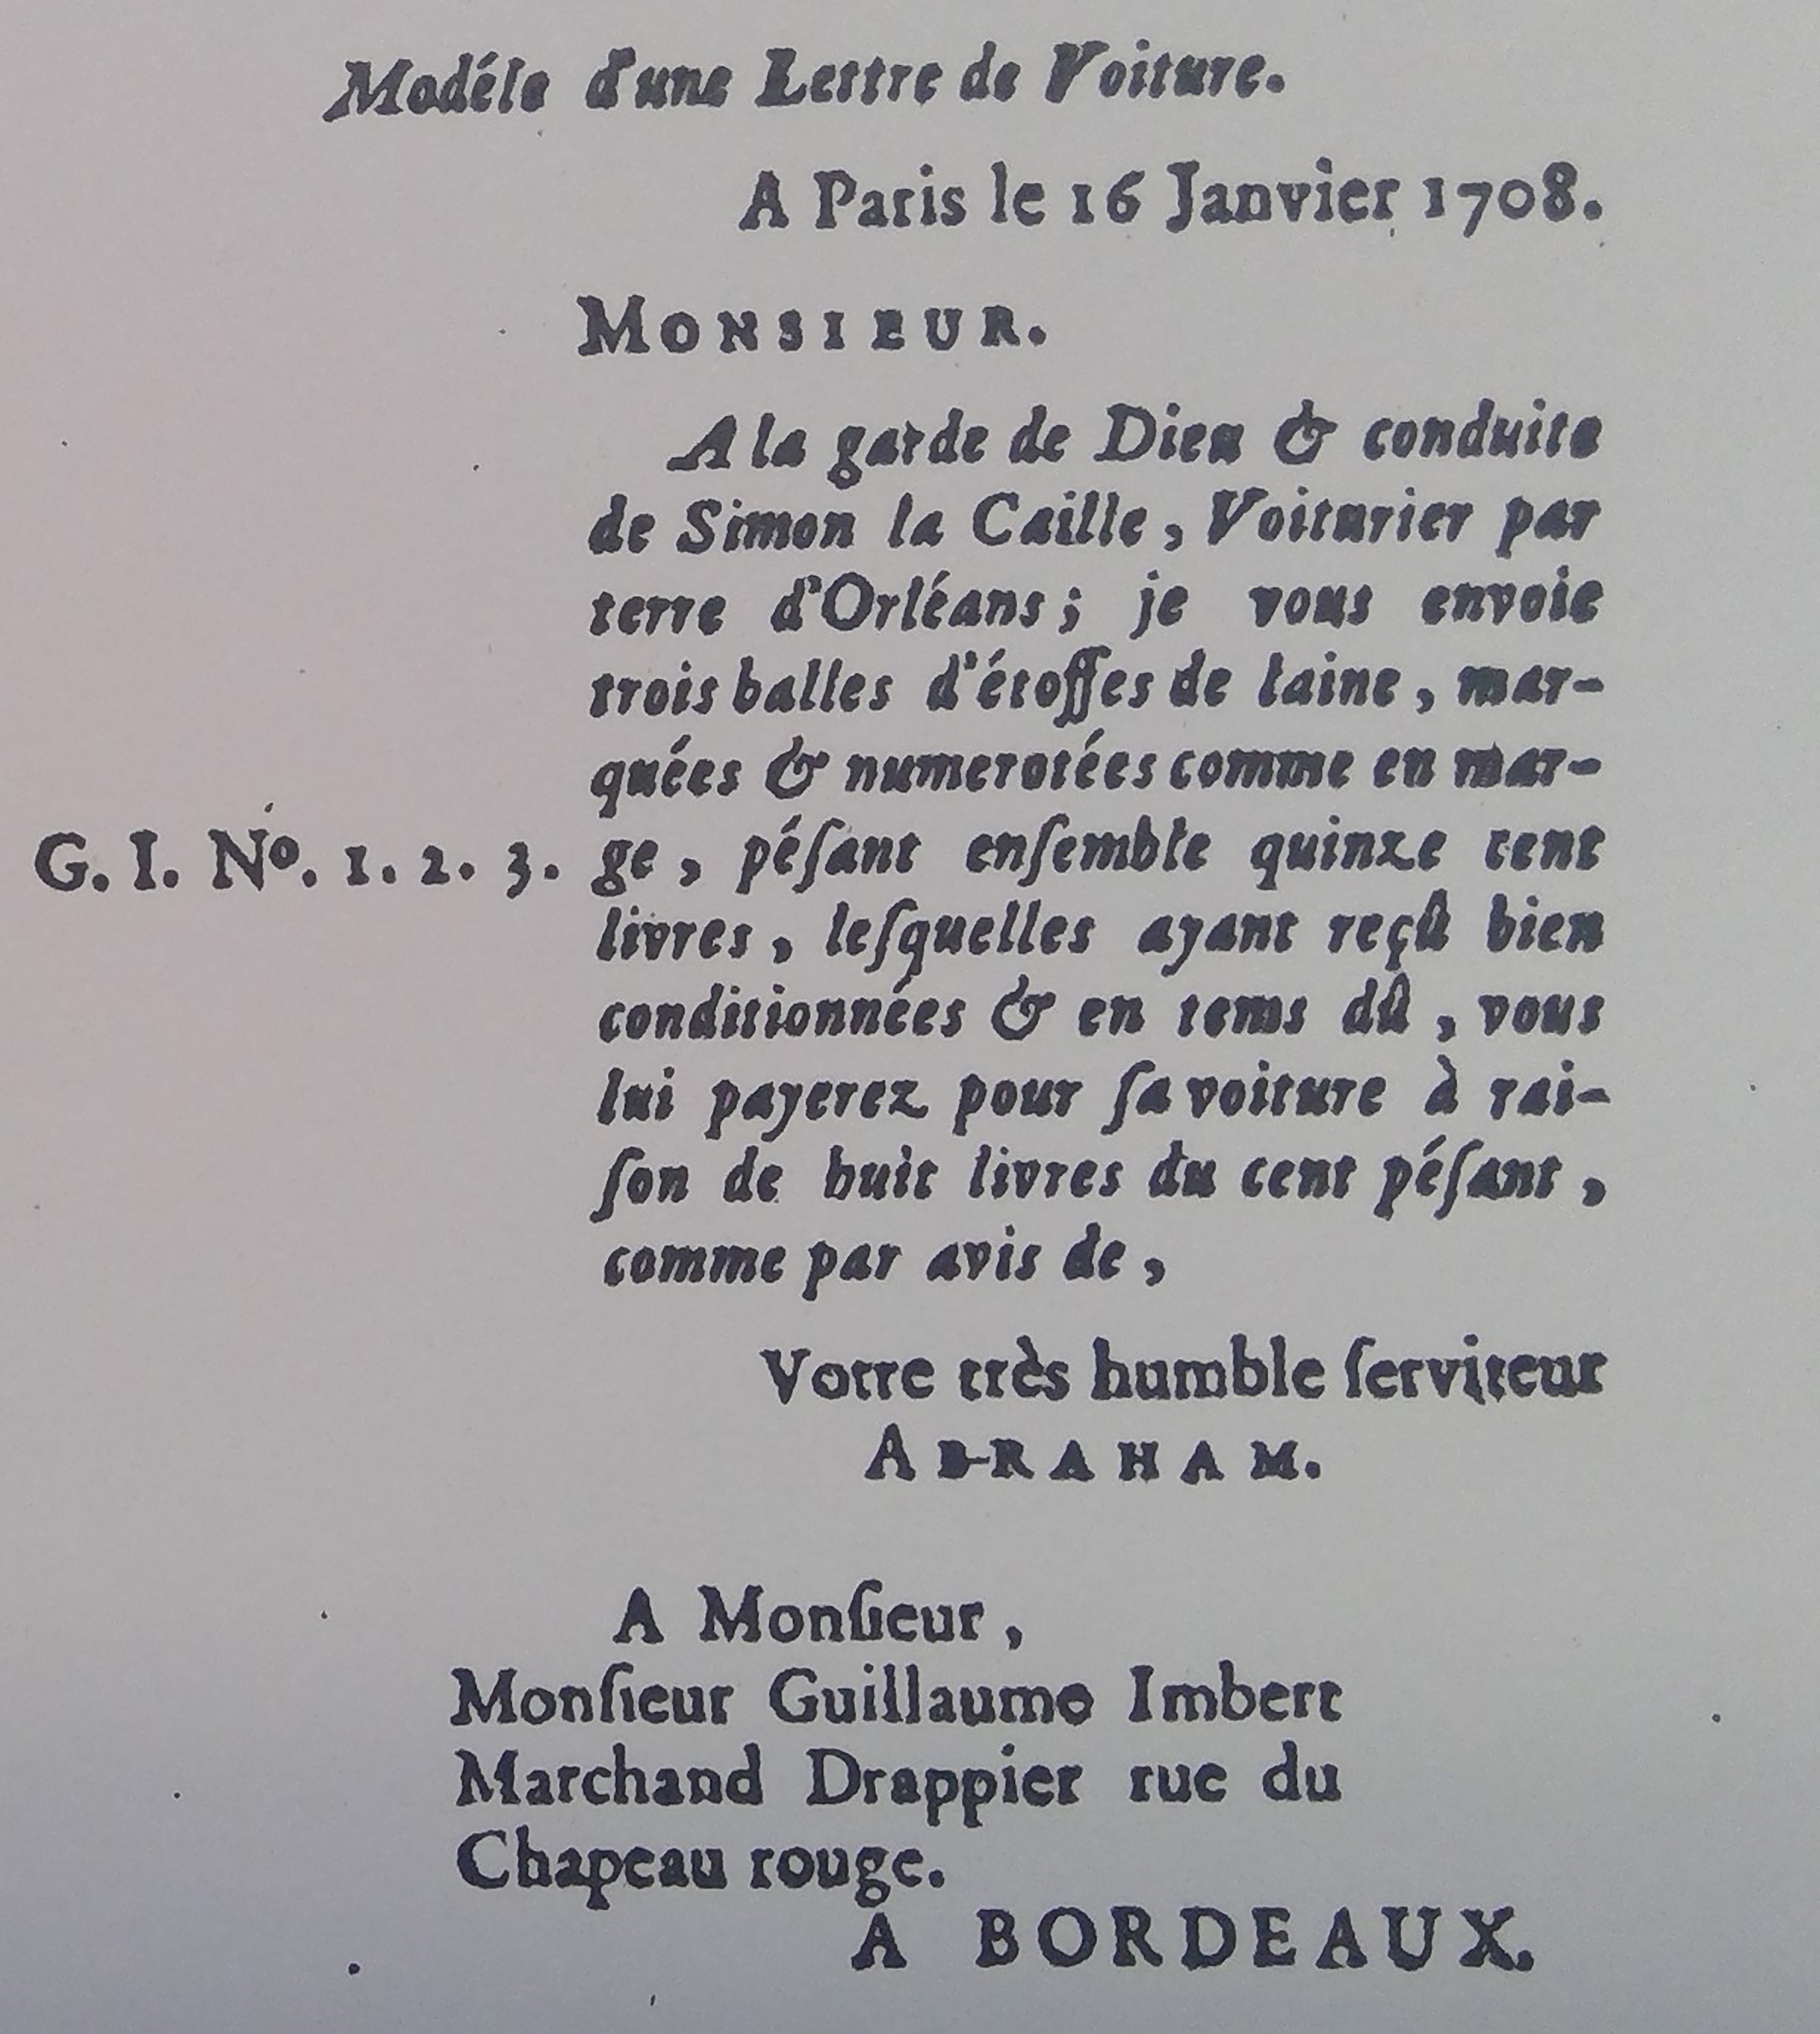 Modéle d'une Lettre de Voiture.
A Paris le 16 Janvier 1708.
MONSIEUR.
A la garde de Dieu & conduite
de Simon la Caille, Voiturier par
terre d'Orléans; je vous envoie
trois balles d'étoffes de laine, mar-
quées & numerotées comme en mar-
G. I. No. 1. 2. 3. ge, péſant enſemble quinze cent
livres, leſquelles ayant reçû bien
conditionnées & en tems dû, vous
lui payerez pour ſa voiture à rai-
ſon de huit livres du cent péſant,
comme par avis de,
Votre très humble ſerviteur
ABRAHAM.
A Monſieur,
Monſieur Guillaume Imbert
Marchand Drappier rue du
Chapeau rouge.
A BORDEAUX.